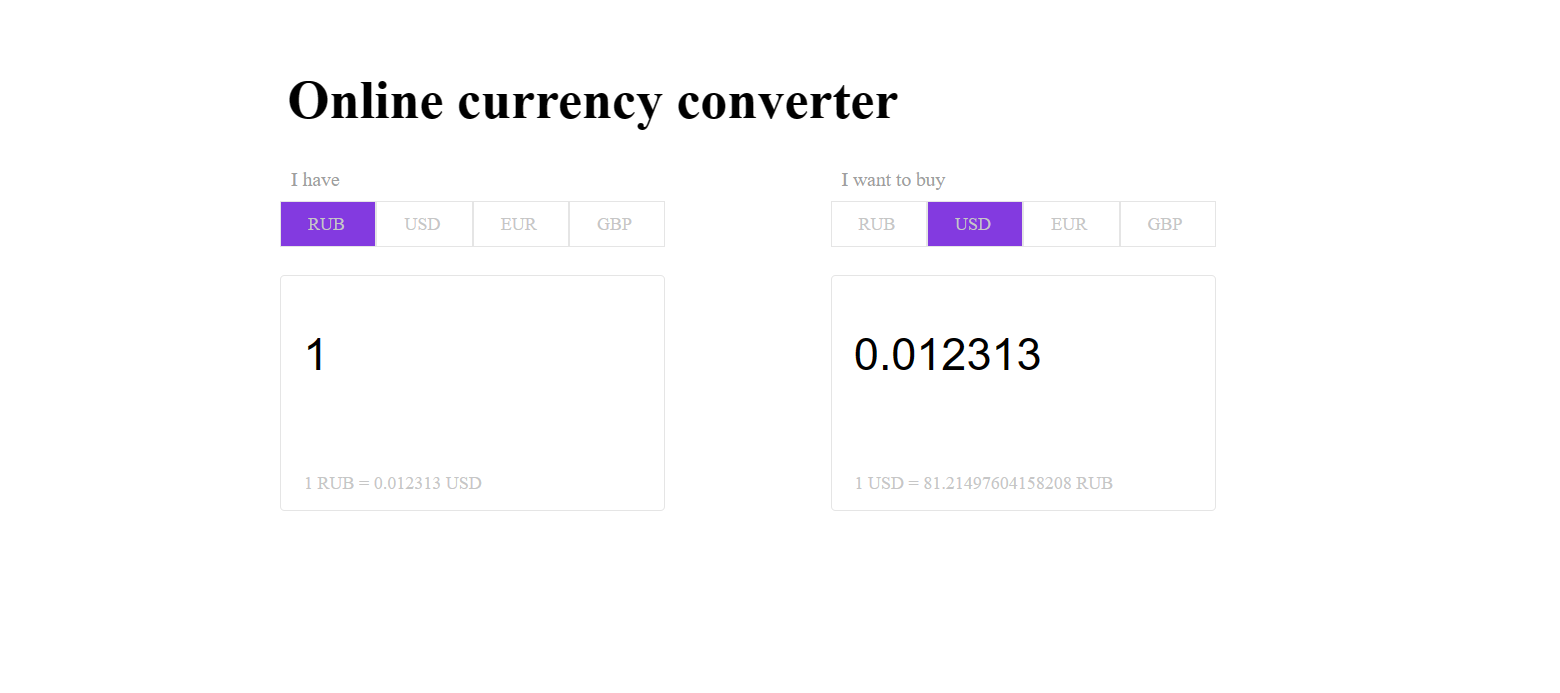 Online currency converter
I have
RUB USD EUR GBP
1
1 RUB = 0.012313 USD
I want to buy
RUB USD EUR GBP
0.012313
1 USD = 81.21497604158208 RUB